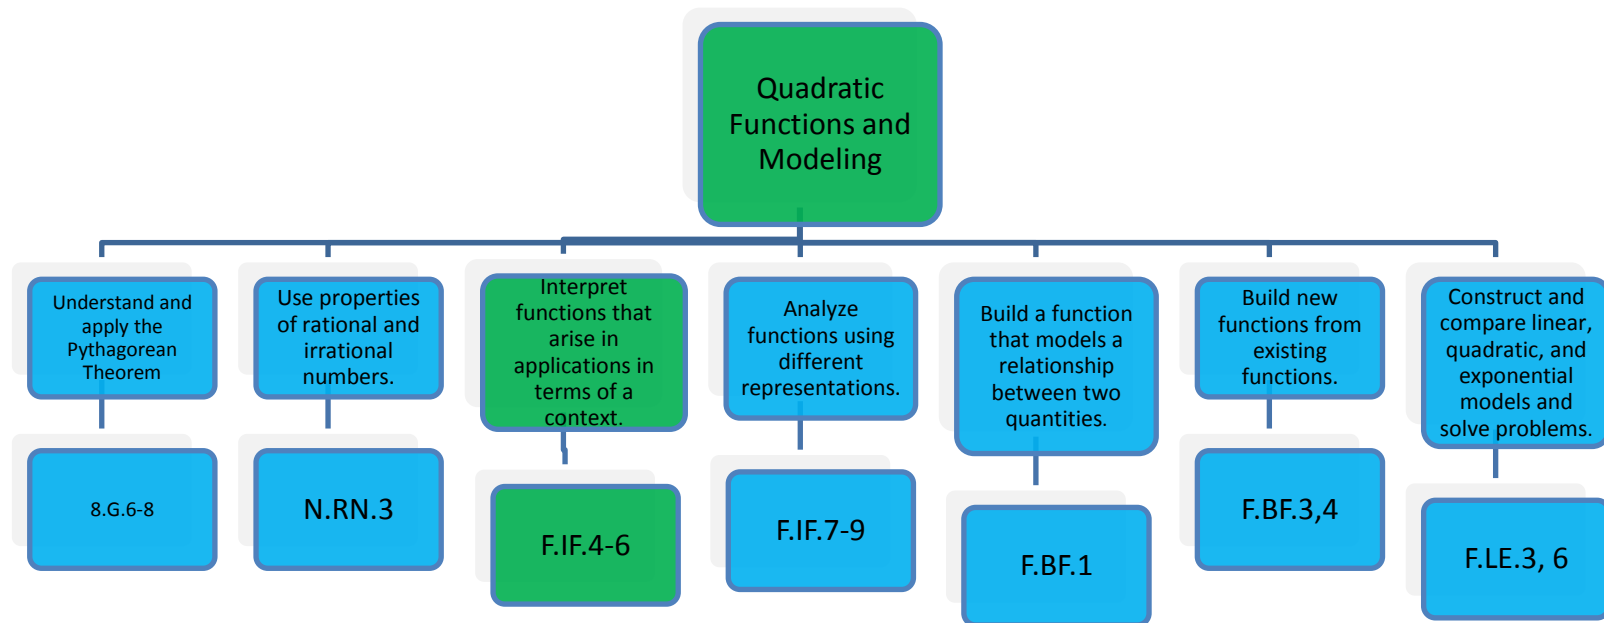 Quadratic
Functions and
Modeling
Understand and
apply the
Pythagorean
Theorem
Use properties
of rational and
irrational
numbers.
Interpret
functions that
arise in
applications in
terms of a
context.
Analyze
functions using
different
representations.
Build a function
that models a
relationship
between two
quantities.
Build new
functions from
existing
functions.
Construct and
compare linear,
quadratic, and
exponential
models and
solve problems.
8.G.6-8
N.RN.3
F.IF.4-6
F.IF.7-9
F.BF.1
F.BF.3,4
F.LE.3, 6